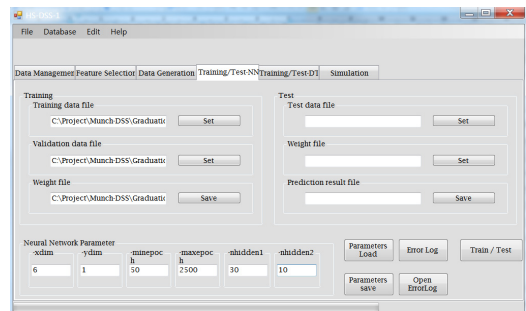 File Database Edit Help
Data Managemer Feature Selection Data Generation Training/Test-NN Training/Test-DT Simulation
Training
Training data file
C:\Project\Munch-DSS\Graduatic Set
Validation data file
C:\Project\Munch-DSS\Graduatic Set
Weight file
C:\Project\Munch-DSS\Graduatic Save
Test
Test data file
Set
Weight file
Set
Prediction result file
Save
Neural Network Parameter
-xdim -ydim -minepoc
h -maxepoc
h -nhidden1 -nhidden2
6 1 50 2500 30 10
Parameters
Load
Error Log
Train / Test
Parameters
save
Open
ErrorLog